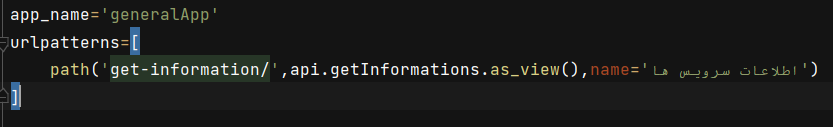 app_name='generalApp'
urlpatterns=[
path('get-information/',api.getInformations.as_view(),name='اطلاعات سرویس ها')
]